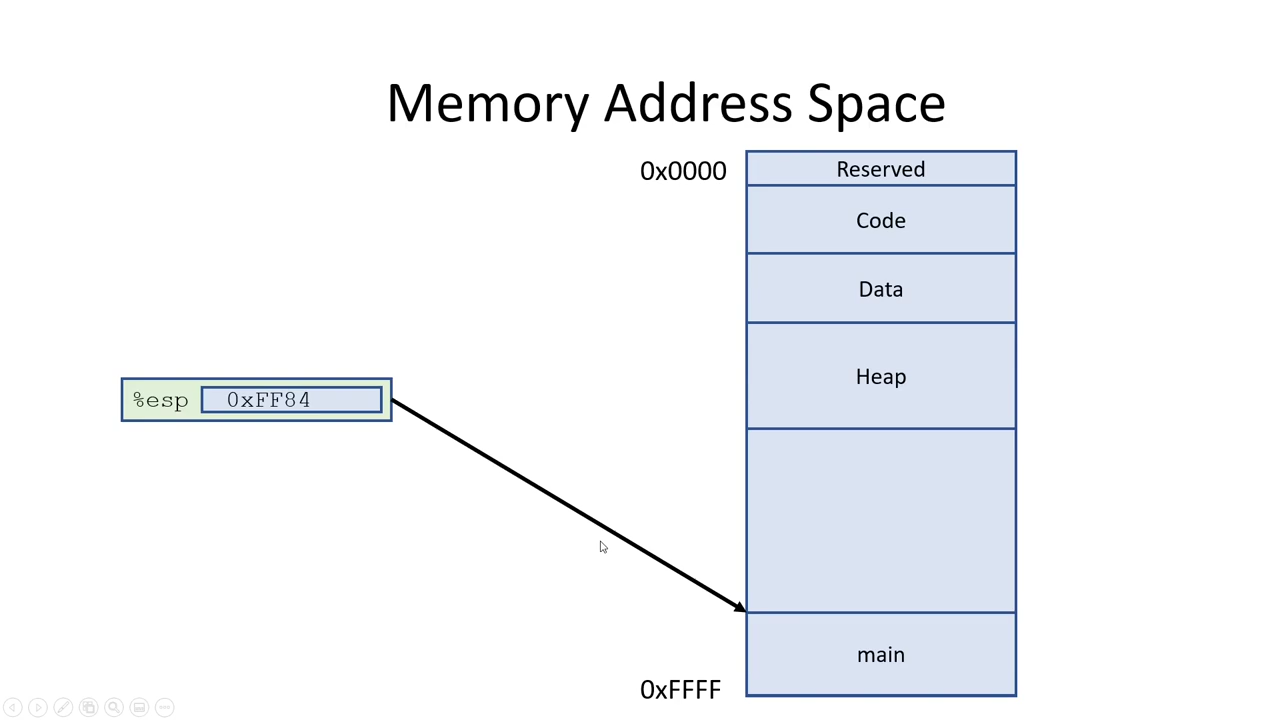 Memory Address Space
0x0000
Reserved
Code
Data
Heap
%esp 0xFF84
main
0xFFFF